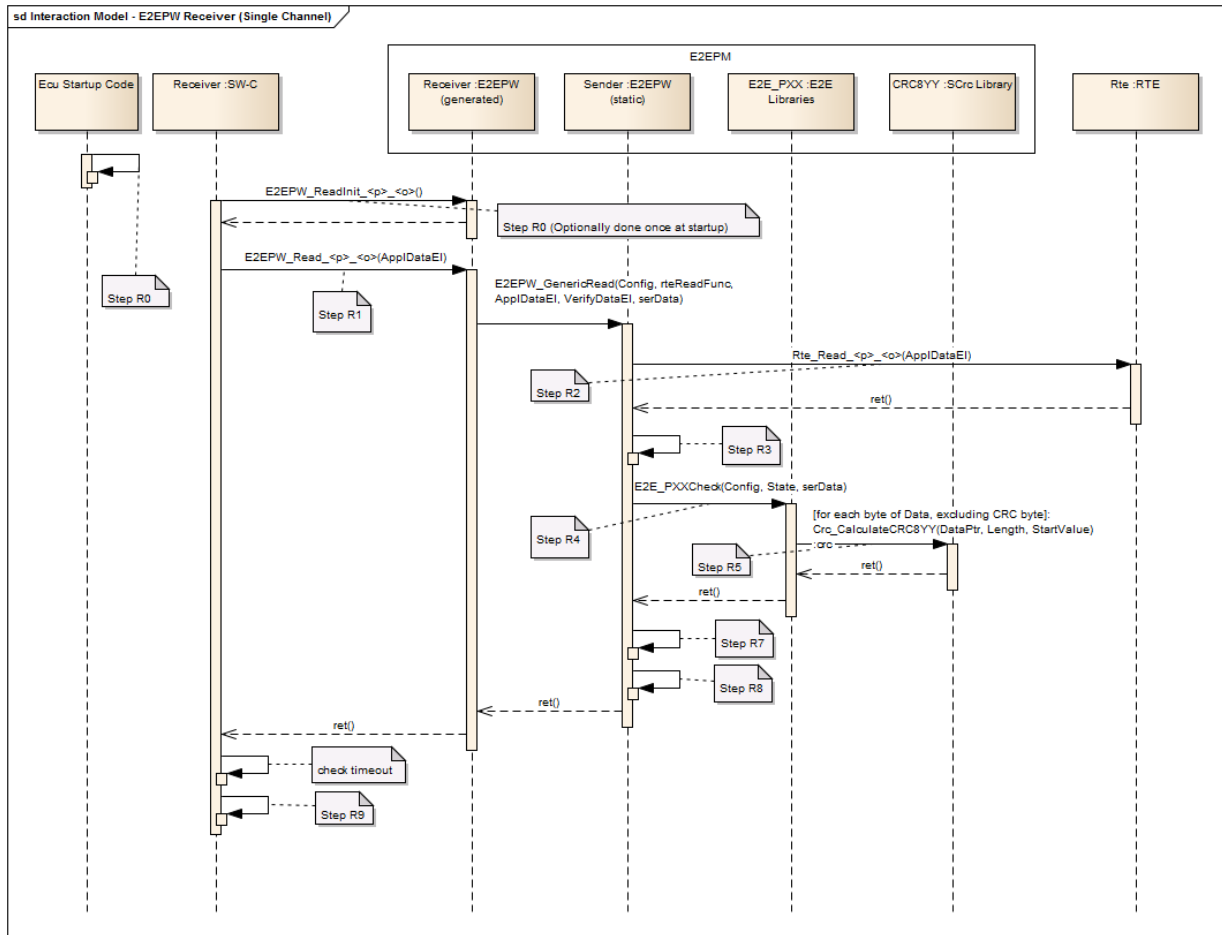 sd Interaction Model - E2EPW Receiver (Single Channel)
E2EPM
Ecu Startup Code
Receiver :SW-C
Receiver :E2EPW
(generated)
Sender :E2EPW
(static)
E2E_PXX :E2E
Libraries
CRC8YY :SCrc Library
Rte :RTE
E2EPW_ReadInit_<p>_<o>()
Step R0 (Optionally done once at startup)
E2EPW_Read_<p>_<o>(ApplDataEl)
Step R0
Step R1
E2EPW_GenericRead(Config, rteReadFunc,
ApplDataEl, VerifyDataEl, serData)
Rte_Read_<p>_<o>(ApplDataEl)
Step R2
ret()
Step R3
E2E_PXXCheck(Config, State, serData)
Step R4
[for each byte of Data, excluding CRC byte]:
Crc_CalculateCRC8YY(DataPtr, Length, StartValue)
:crc
Step R5
ret()
ret()
Step R7
Step R8
ret()
ret()
check timeout
Step R9